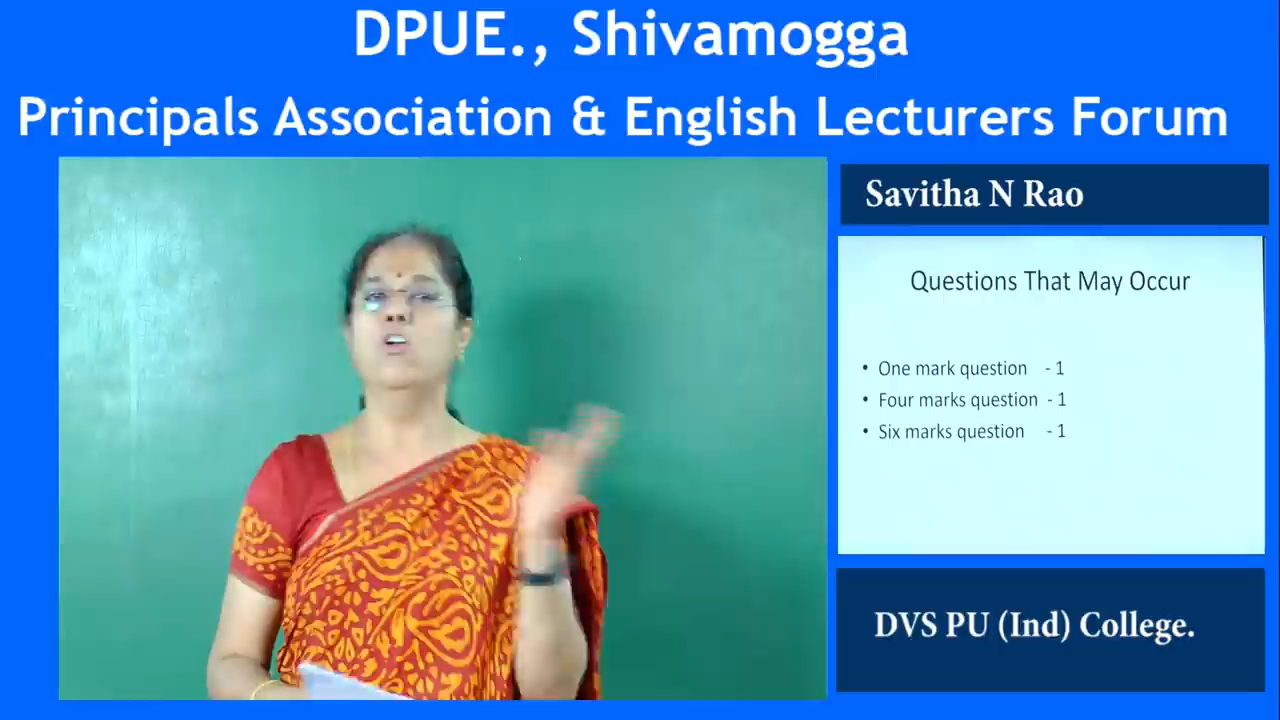 DPUE., Shivamogga
Principals Association & English Lecturers Forum
Savitha N Rao
Questions That May Occur
• One mark question - 1
• Four marks question - 1
• Six marks question - 1
DVS PU (Ind) College.